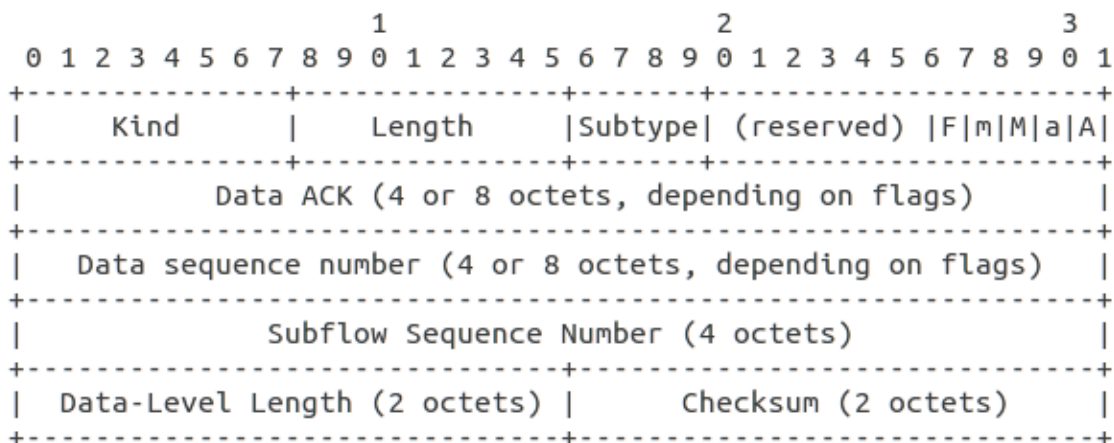 1                   2                   3
 0 1 2 3 4 5 6 7 8 9 0 1 2 3 4 5 6 7 8 9 0 1 2 3 4 5 6 7 8 9 0 1
+---------------+---------------+-------+----------------------+
|     Kind      |    Length     |Subtype| (reserved) |F|m|M|a|A|
+---------------+---------------+-------+----------------------+
|           Data ACK (4 or 8 octets, depending on flags)       |
+--------------------------------------------------------------+
|   Data sequence number (4 or 8 octets, depending on flags)   |
+--------------------------------------------------------------+
|              Subflow Sequence Number (4 octets)              |
+-------------------------------+------------------------------+
|  Data-Level Length (2 octets) |      Checksum (2 octets)     |
+-------------------------------+------------------------------+